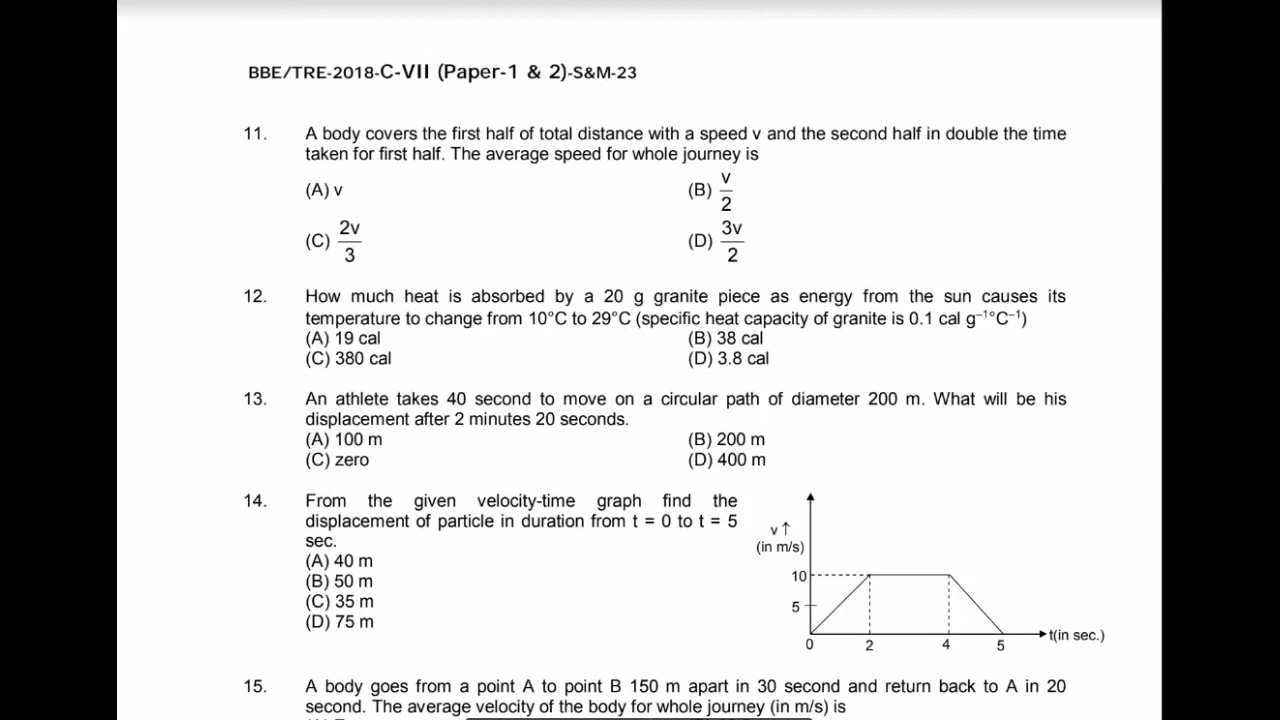 BBE/TRE-2018-C-VII (Paper-1 & 2)-S&M-23
11. A body covers the first half of total distance with a speed v and the second half in double the time
taken for first half. The average speed for whole journey is
(A) v (B) v/2
(C) 2v/3 (D) 3v/2
12. How much heat is absorbed by a 20 g granite piece as energy from the sun causes its
temperature to change from 10°C to 29°C (specific heat capacity of granite is 0.1 cal g⁻¹°C⁻¹)
(A) 19 cal (B) 38 cal
(C) 380 cal (D) 3.8 cal
13. An athlete takes 40 second to move on a circular path of diameter 200 m. What will be his
displacement after 2 minutes 20 seconds.
(A) 100 m (B) 200 m
(C) zero (D) 400 m
14. From the given velocity-time graph find the
displacement of particle in duration from t = 0 to t = 5
sec.
(A) 40 m
(B) 50 m
(C) 35 m
(D) 75 m
v↑
(in m/s)
10
5
0 2 4 5 t(in sec.)
15. A body goes from a point A to point B 150 m apart in 30 second and return back to A in 20
second. The average velocity of the body for whole journey (in m/s) is